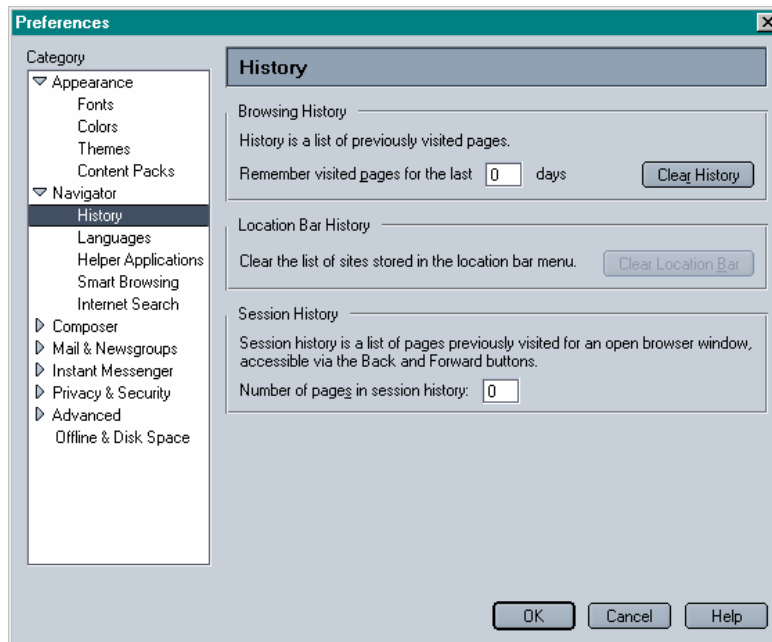 Preferences
Category
Appearance
Fonts
Colors
Themes
Content Packs
Navigator
History
Languages
Helper Applications
Smart Browsing
Internet Search
Composer
Mail & Newsgroups
Instant Messenger
Privacy & Security
Advanced
Offline & Disk Space
History
Browsing History
History is a list of previously visited pages.
Remember visited pages for the last 0 days Clear History
Location Bar History
Clear the list of sites stored in the location bar menu. Clear Location Bar
Session History
Session history is a list of pages previously visited for an open browser window,
accessible via the Back and Forward buttons.
Number of pages in session history: 0
OK Cancel Help